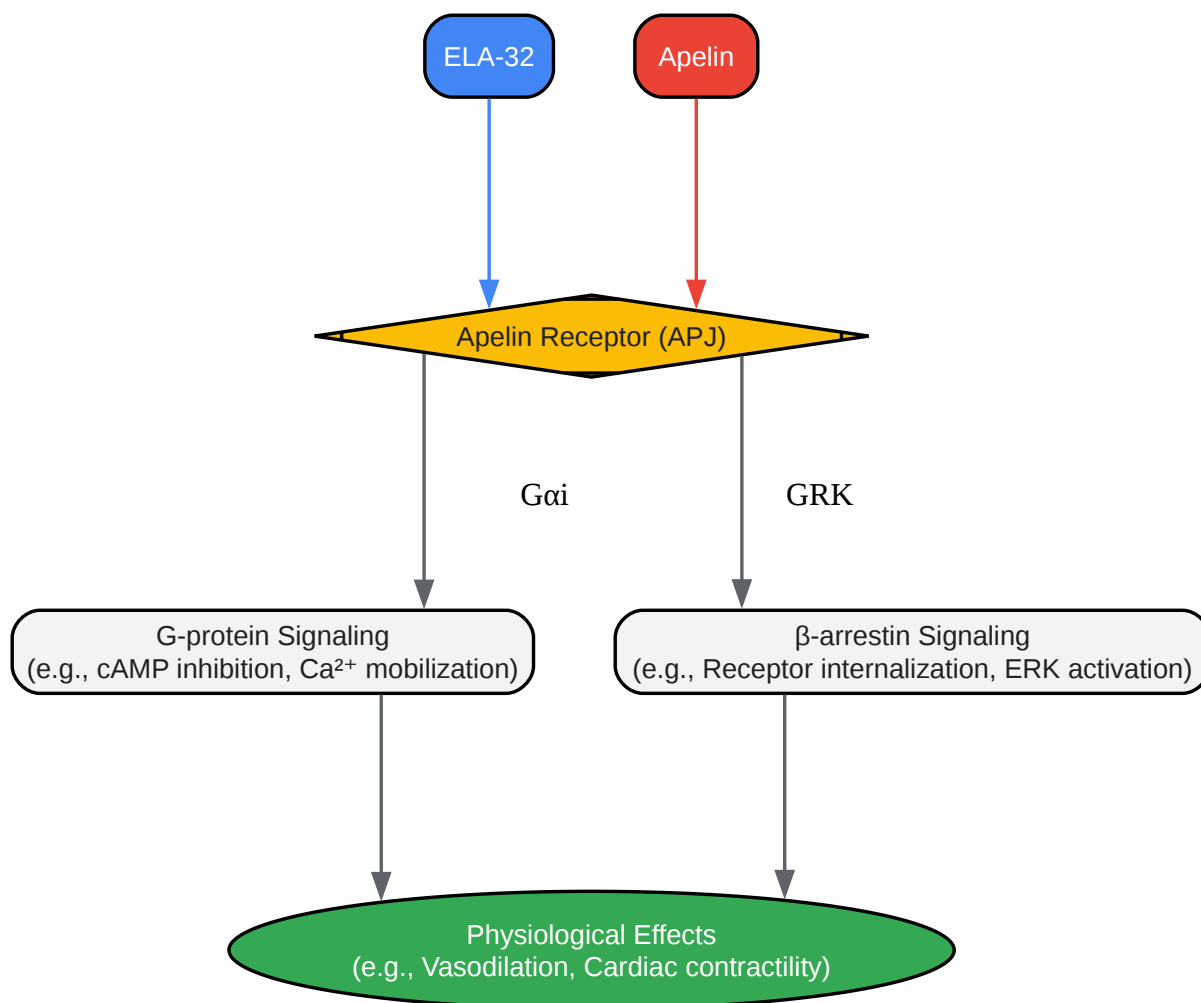 ELA-32
Apelin
Apelin Receptor (APJ)
Gαi
GRK
G-protein Signaling
(e.g., cAMP inhibition, Ca²⁺ mobilization)
β-arrestin Signaling
(e.g., Receptor internalization, ERK activation)
Physiological Effects
(e.g., Vasodilation, Cardiac contractility)